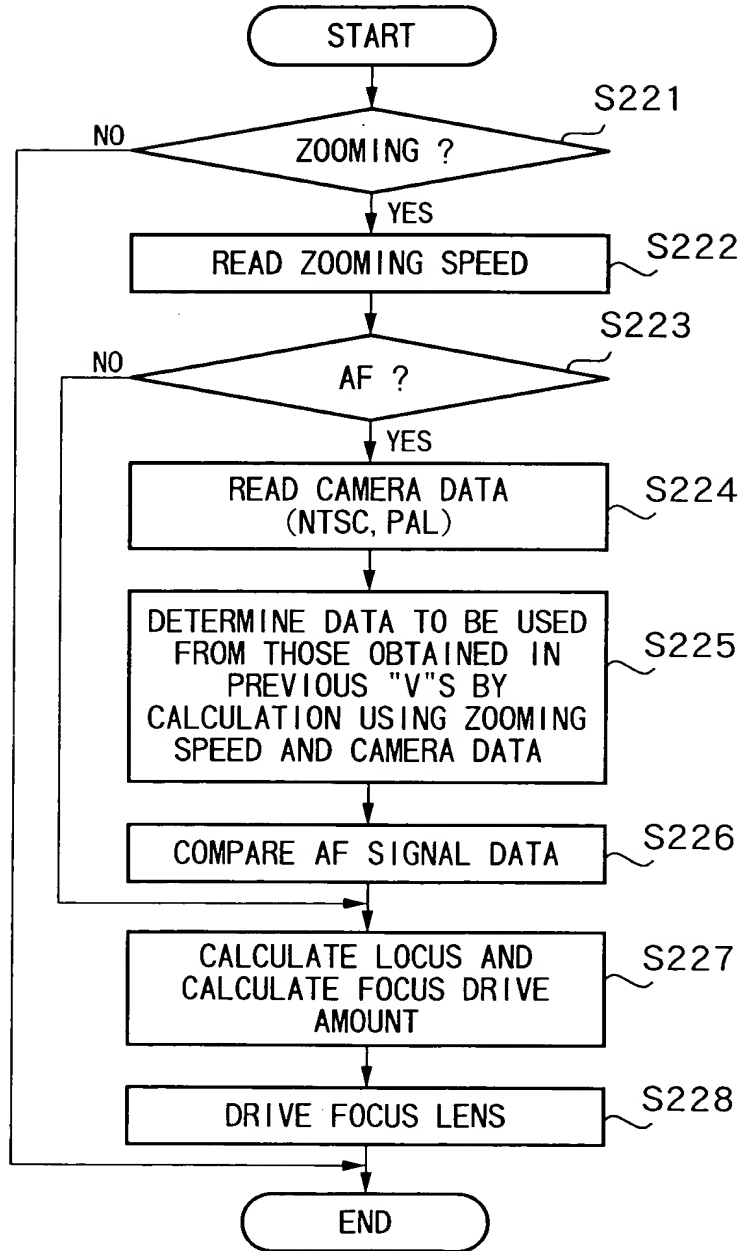 START
S221
NO
ZOOMING ?
YES
READ ZOOMING SPEED
S222
S223
NO
AF ?
YES
READ CAMERA DATA
(NTSC, PAL)
S224
DETERMINE DATA TO BE USED
FROM THOSE OBTAINED IN
PREVIOUS "V"S BY
CALCULATION USING ZOOMING
SPEED AND CAMERA DATA
S225
COMPARE AF SIGNAL DATA
S226
CALCULATE LOCUS AND
CALCULATE FOCUS DRIVE
AMOUNT
S227
DRIVE FOCUS LENS
S228
END